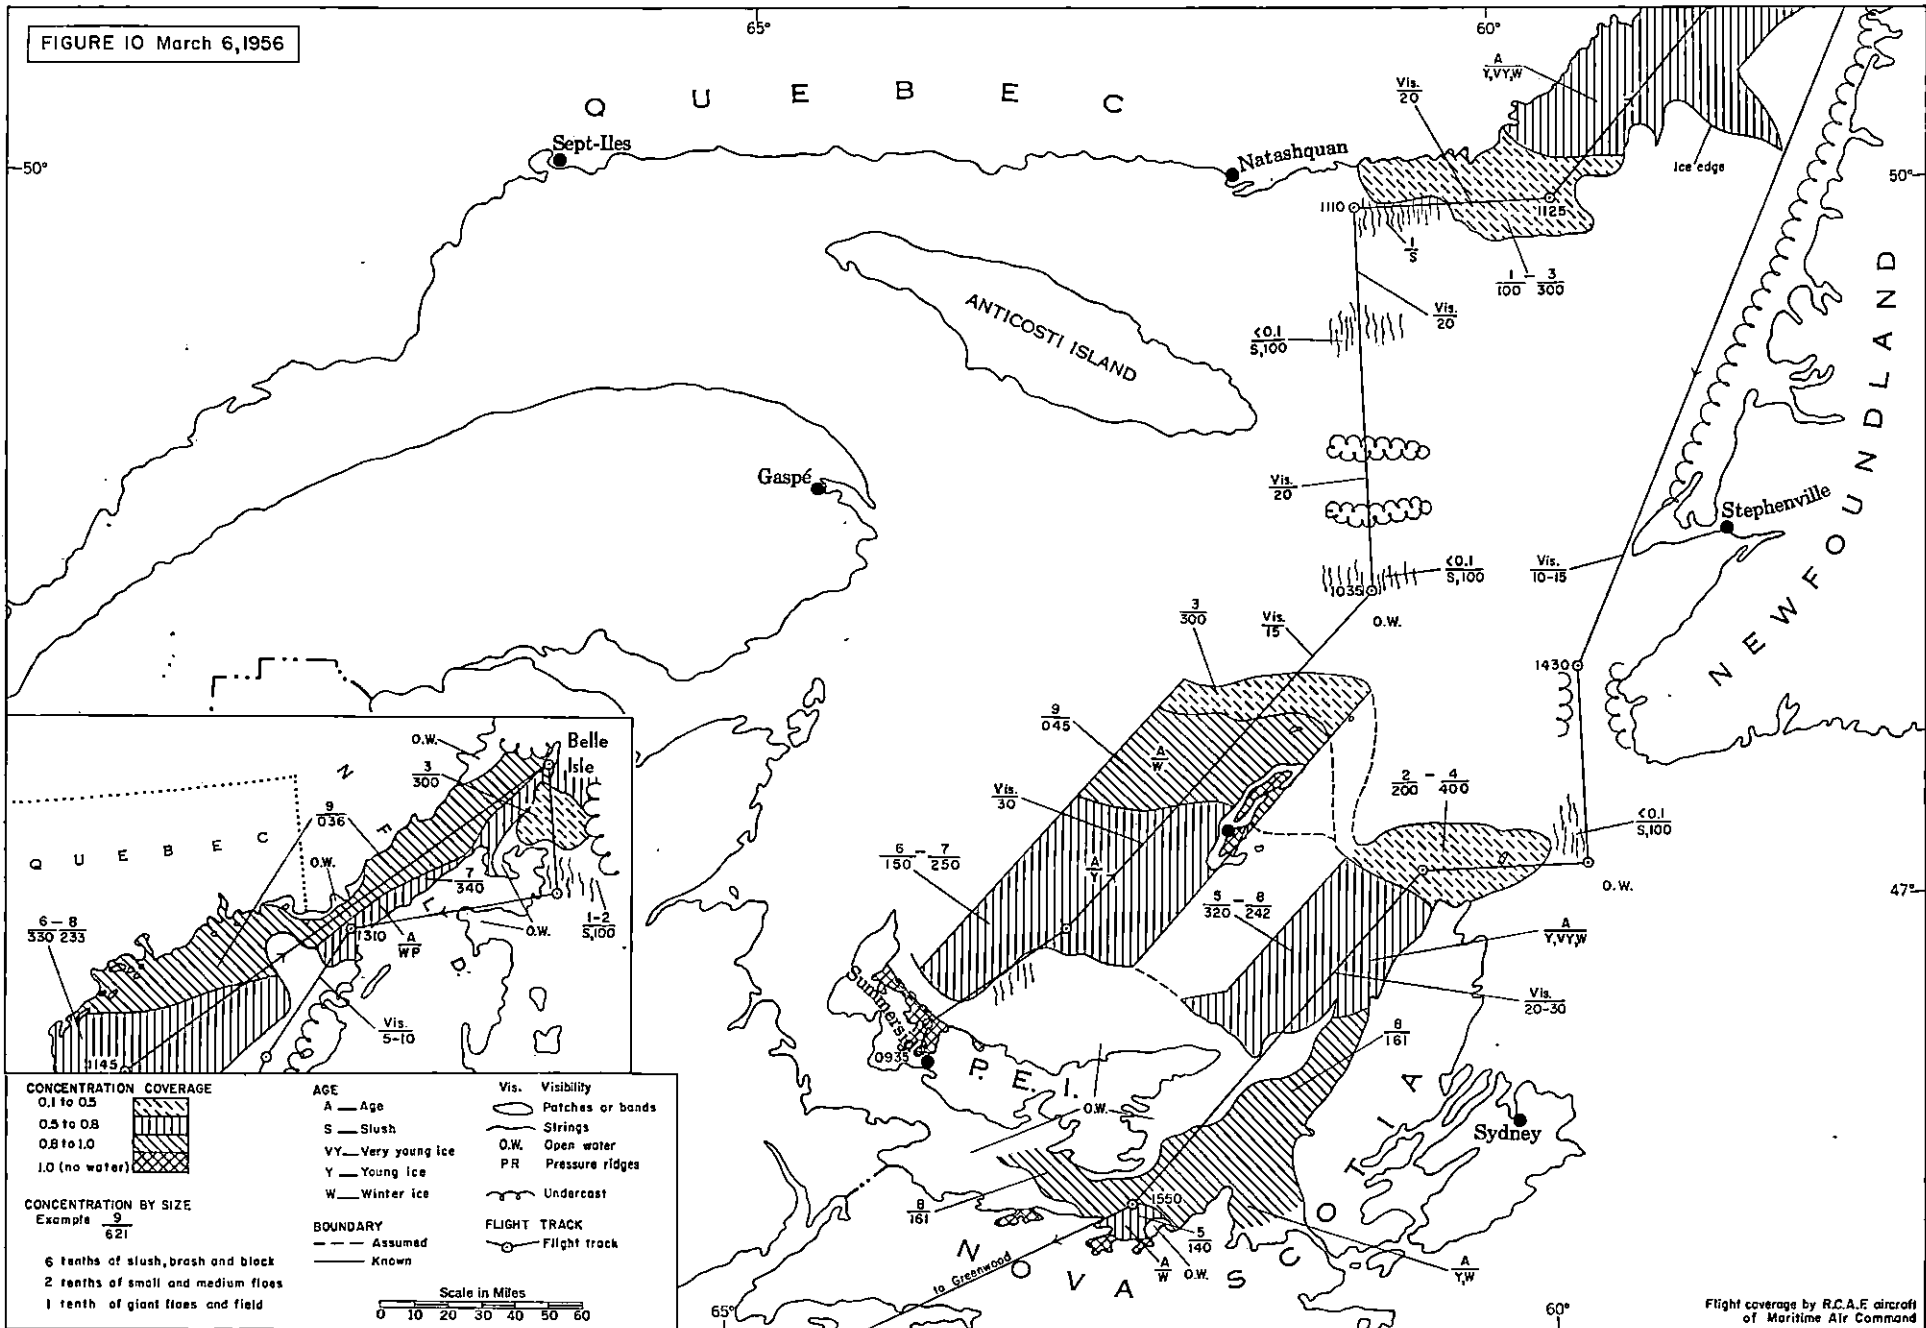 FIGURE 10 March 6,1956
65°
60°
QUEBEC
A
Y,VY,W
Vis.
20
Sept-Iles
50°
Natashquan
Ice edge
50°
1110
1125
1
S
1 – 3
100 300
ANTICOSTI ISLAND
Vis.
20
<0.1
S,100
NEWFOUNDLAND
Gaspé
Vis.
20
Stephenville
Vis.
10-15
<0.1
S,100
1035
O.W.
3
300
Vis.
15
1430
9
045
A
W
Vis.
30
2 – 4
200 400
<0.1
S,100
6 – 7
150 250
A
Y
O.W.
47°
5 – 8
320 242
A
Y,VY,W
Vis.
20-30
8
161
0935
P.E.I.
O.W.
Sydney
8
161
1550
5
140
A
W
O.W.
A
Y,W
NOVA SCOTIA
to Greenwood
65°
60°
O.W.
Belle
Isle
3
300
9
036
QUEBEC
NFLD.
O.W.
7
340
6 – 8
330 233
1310
A
WP
O.W.
1-2
S,100
Vis.
5-10
1145
CONCENTRATION COVERAGE
0.1 to 0.5
0.5 to 0.8
0.8 to 1.0
1.0 (no water)
CONCENTRATION BY SIZE
Example 9
621
6 tenths of slush, brash and block
2 tenths of small and medium floes
1 tenth of giant floes and field
AGE
A — Age
S — Slush
VY — Very young ice
Y — Young ice
W — Winter ice
BOUNDARY
Assumed
Known
Vis. Visibility
Patches or bands
Strings
O.W. Open water
PR Pressure ridges
Undercast
FLIGHT TRACK
Flight track
Scale in Miles
0 10 20 30 40 50 60
Flight coverage by R.C.A.F. aircraft
of Maritime Air Command